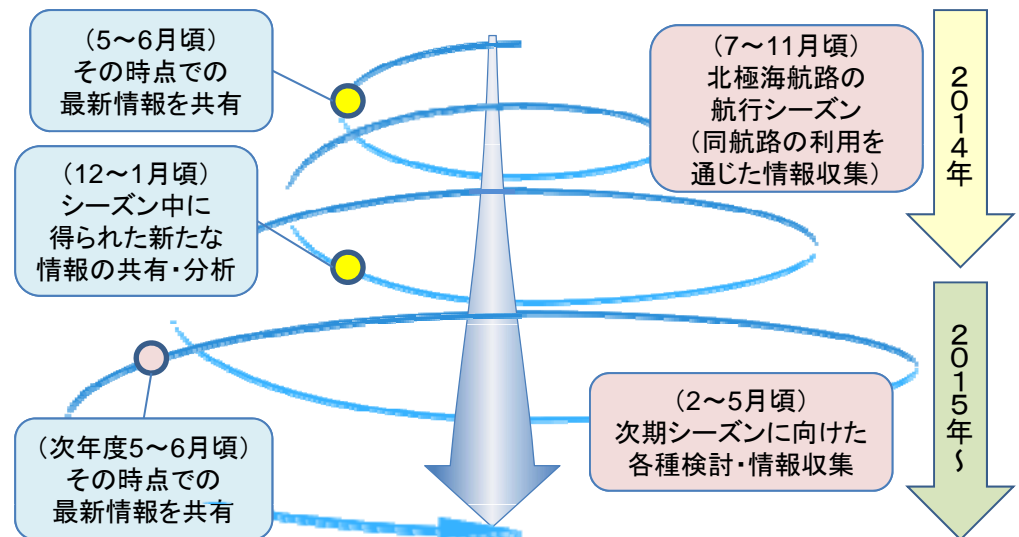 (5~6月頃)
その時点での
最新情報を共有
(7~11月頃)
北極海航路の
航行シーズン
(同航路の利用を
通じた情報収集)
2014年
(12~1月頃)
シーズン中に
得られた新たな
情報の共有・分析
2015年~
(2~5月頃)
次期シーズンに向けた
各種検討・情報収集
(次年度5~6月頃)
その時点での
最新情報を共有